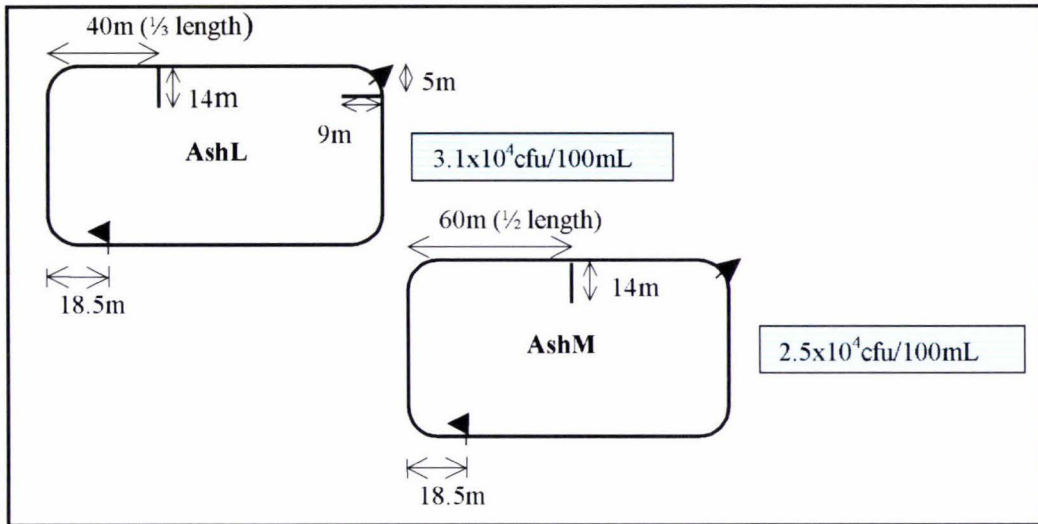 40m (⅓ length)
14m
5m
9m
AshL
3.1x10⁴cfu/100mL
18.5m
60m (½ length)
14m
AshM
2.5x10⁴cfu/100mL
18.5m